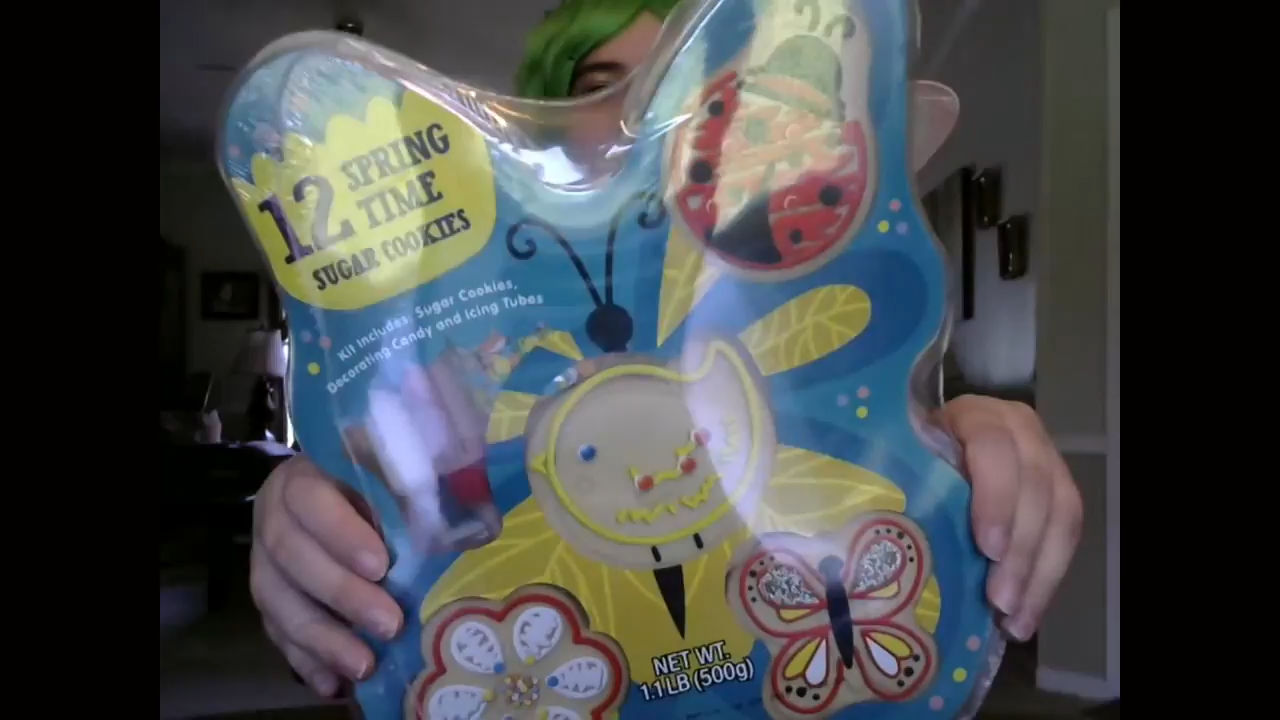 12 SPRING
TIME
SUGAR COOKIES
Kit Includes: Sugar Cookies,
Decorating Candy and Icing Tubes
NET WT.
1.1 LB (500g)